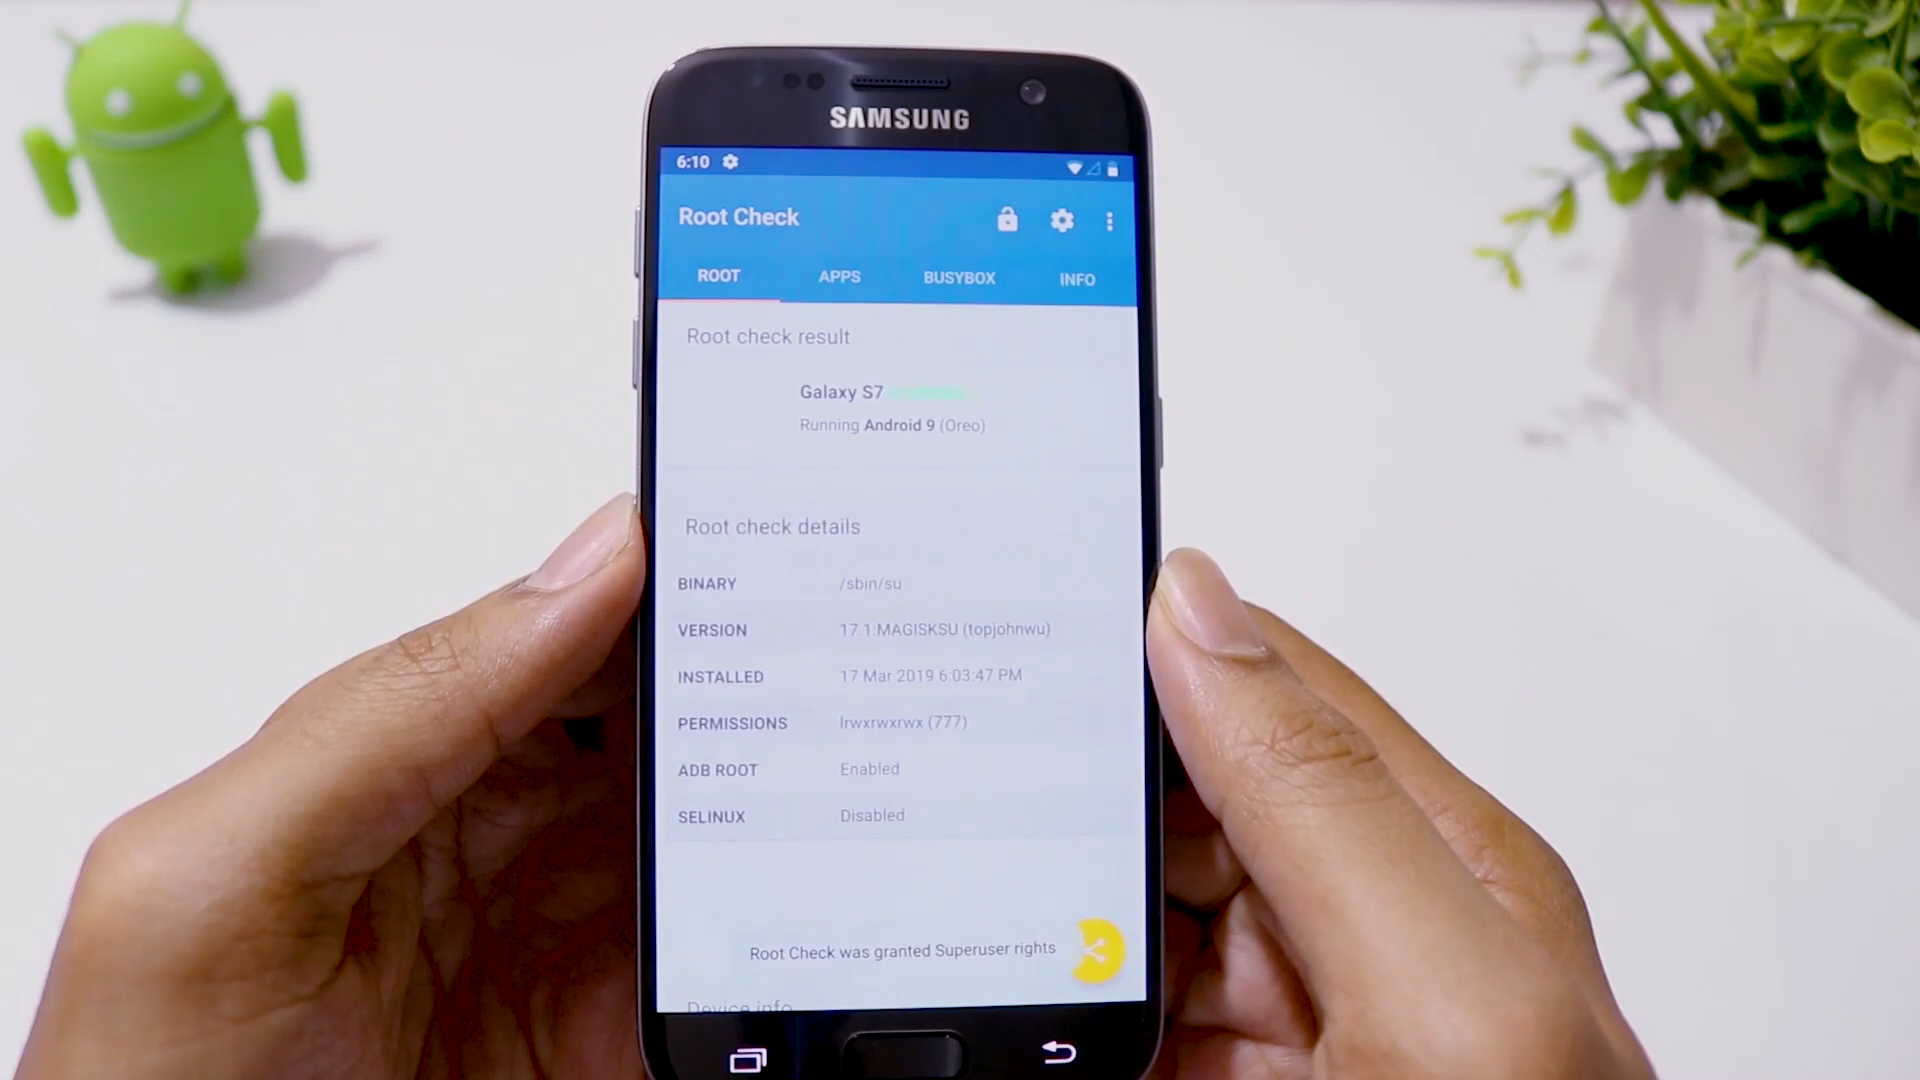 SAMSUNG
6:10
Root Check
ROOT APPS BUSYBOX INFO
Root check result
Galaxy S7
Running Android 9 (Oreo)
Root check details
BINARY /sbin/su
VERSION 17.1:MAGISKSU (topjohnwu)
INSTALLED 17 Mar 2019 6:03:47 PM
PERMISSIONS lrwxrwxrwx (777)
ADB ROOT Enabled
SELINUX Disabled
Root Check was granted Superuser rights
Device info